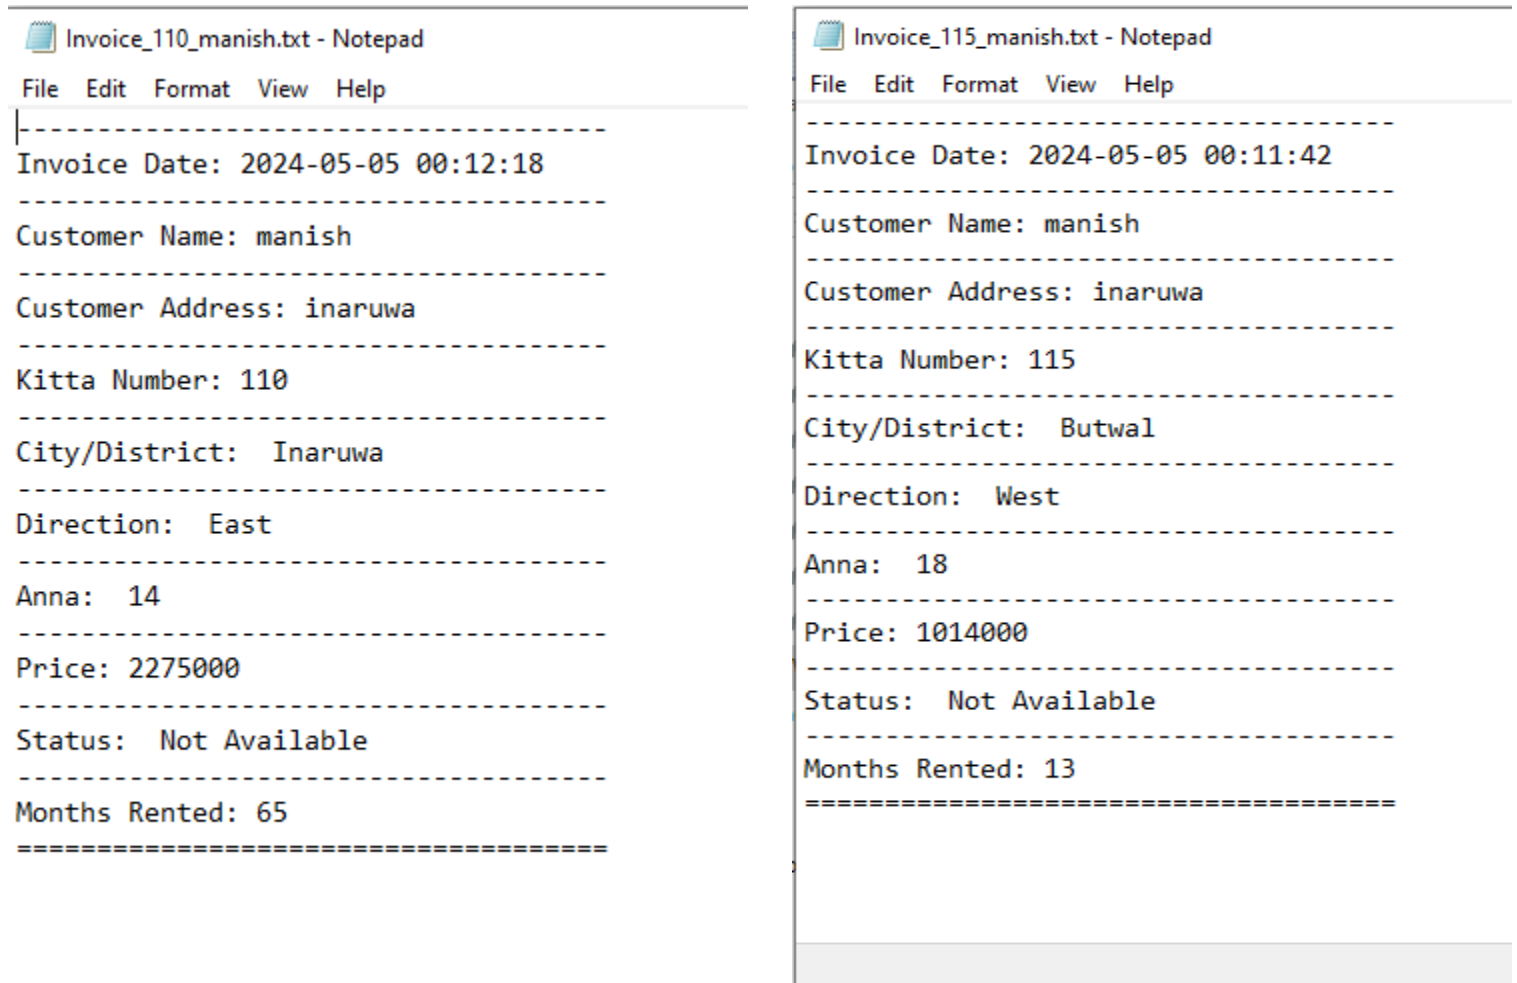 Invoice_110_manish.txt - Notepad
File Edit Format View Help
-------------------------------------
Invoice Date: 2024-05-05 00:12:18
-------------------------------------
Customer Name: manish
-------------------------------------
Customer Address: inaruwa
-------------------------------------
Kitta Number: 110
-------------------------------------
City/District:  Inaruwa
-------------------------------------
Direction:  East
-------------------------------------
Anna:  14
-------------------------------------
Price: 2275000
-------------------------------------
Status:  Not Available
-------------------------------------
Months Rented: 65
=====================================
Invoice_115_manish.txt - Notepad
File Edit Format View Help
-------------------------------------
Invoice Date: 2024-05-05 00:11:42
-------------------------------------
Customer Name: manish
-------------------------------------
Customer Address: inaruwa
-------------------------------------
Kitta Number: 115
-------------------------------------
City/District:  Butwal
-------------------------------------
Direction:  West
-------------------------------------
Anna:  18
-------------------------------------
Price: 1014000
-------------------------------------
Status:  Not Available
-------------------------------------
Months Rented: 13
=====================================